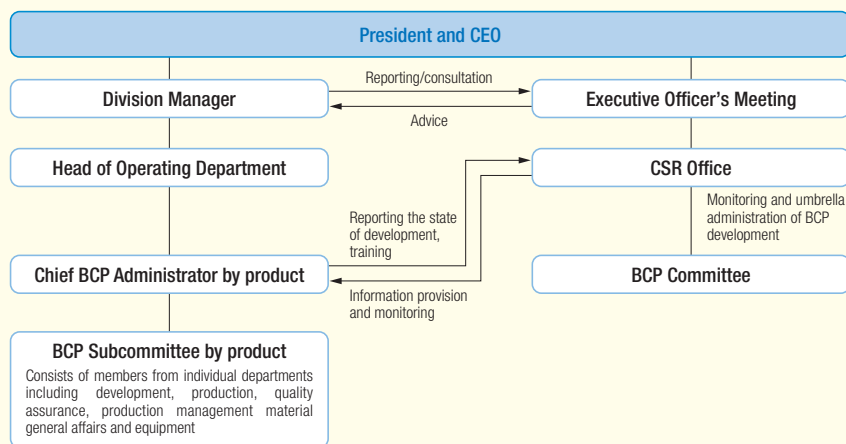 President and CEO
Division Manager
Reporting/consultation
Advice
Executive Officer's Meeting
Head of Operating Department
CSR Office
Reporting the state
of development,
training
Monitoring and umbrella
administration of BCP
development
Chief BCP Administrator by product
Information provision
and monitoring
BCP Committee
BCP Subcommittee by product
Consists of members from individual departments
including development, production, quality
assurance, production management material
general affairs and equipment